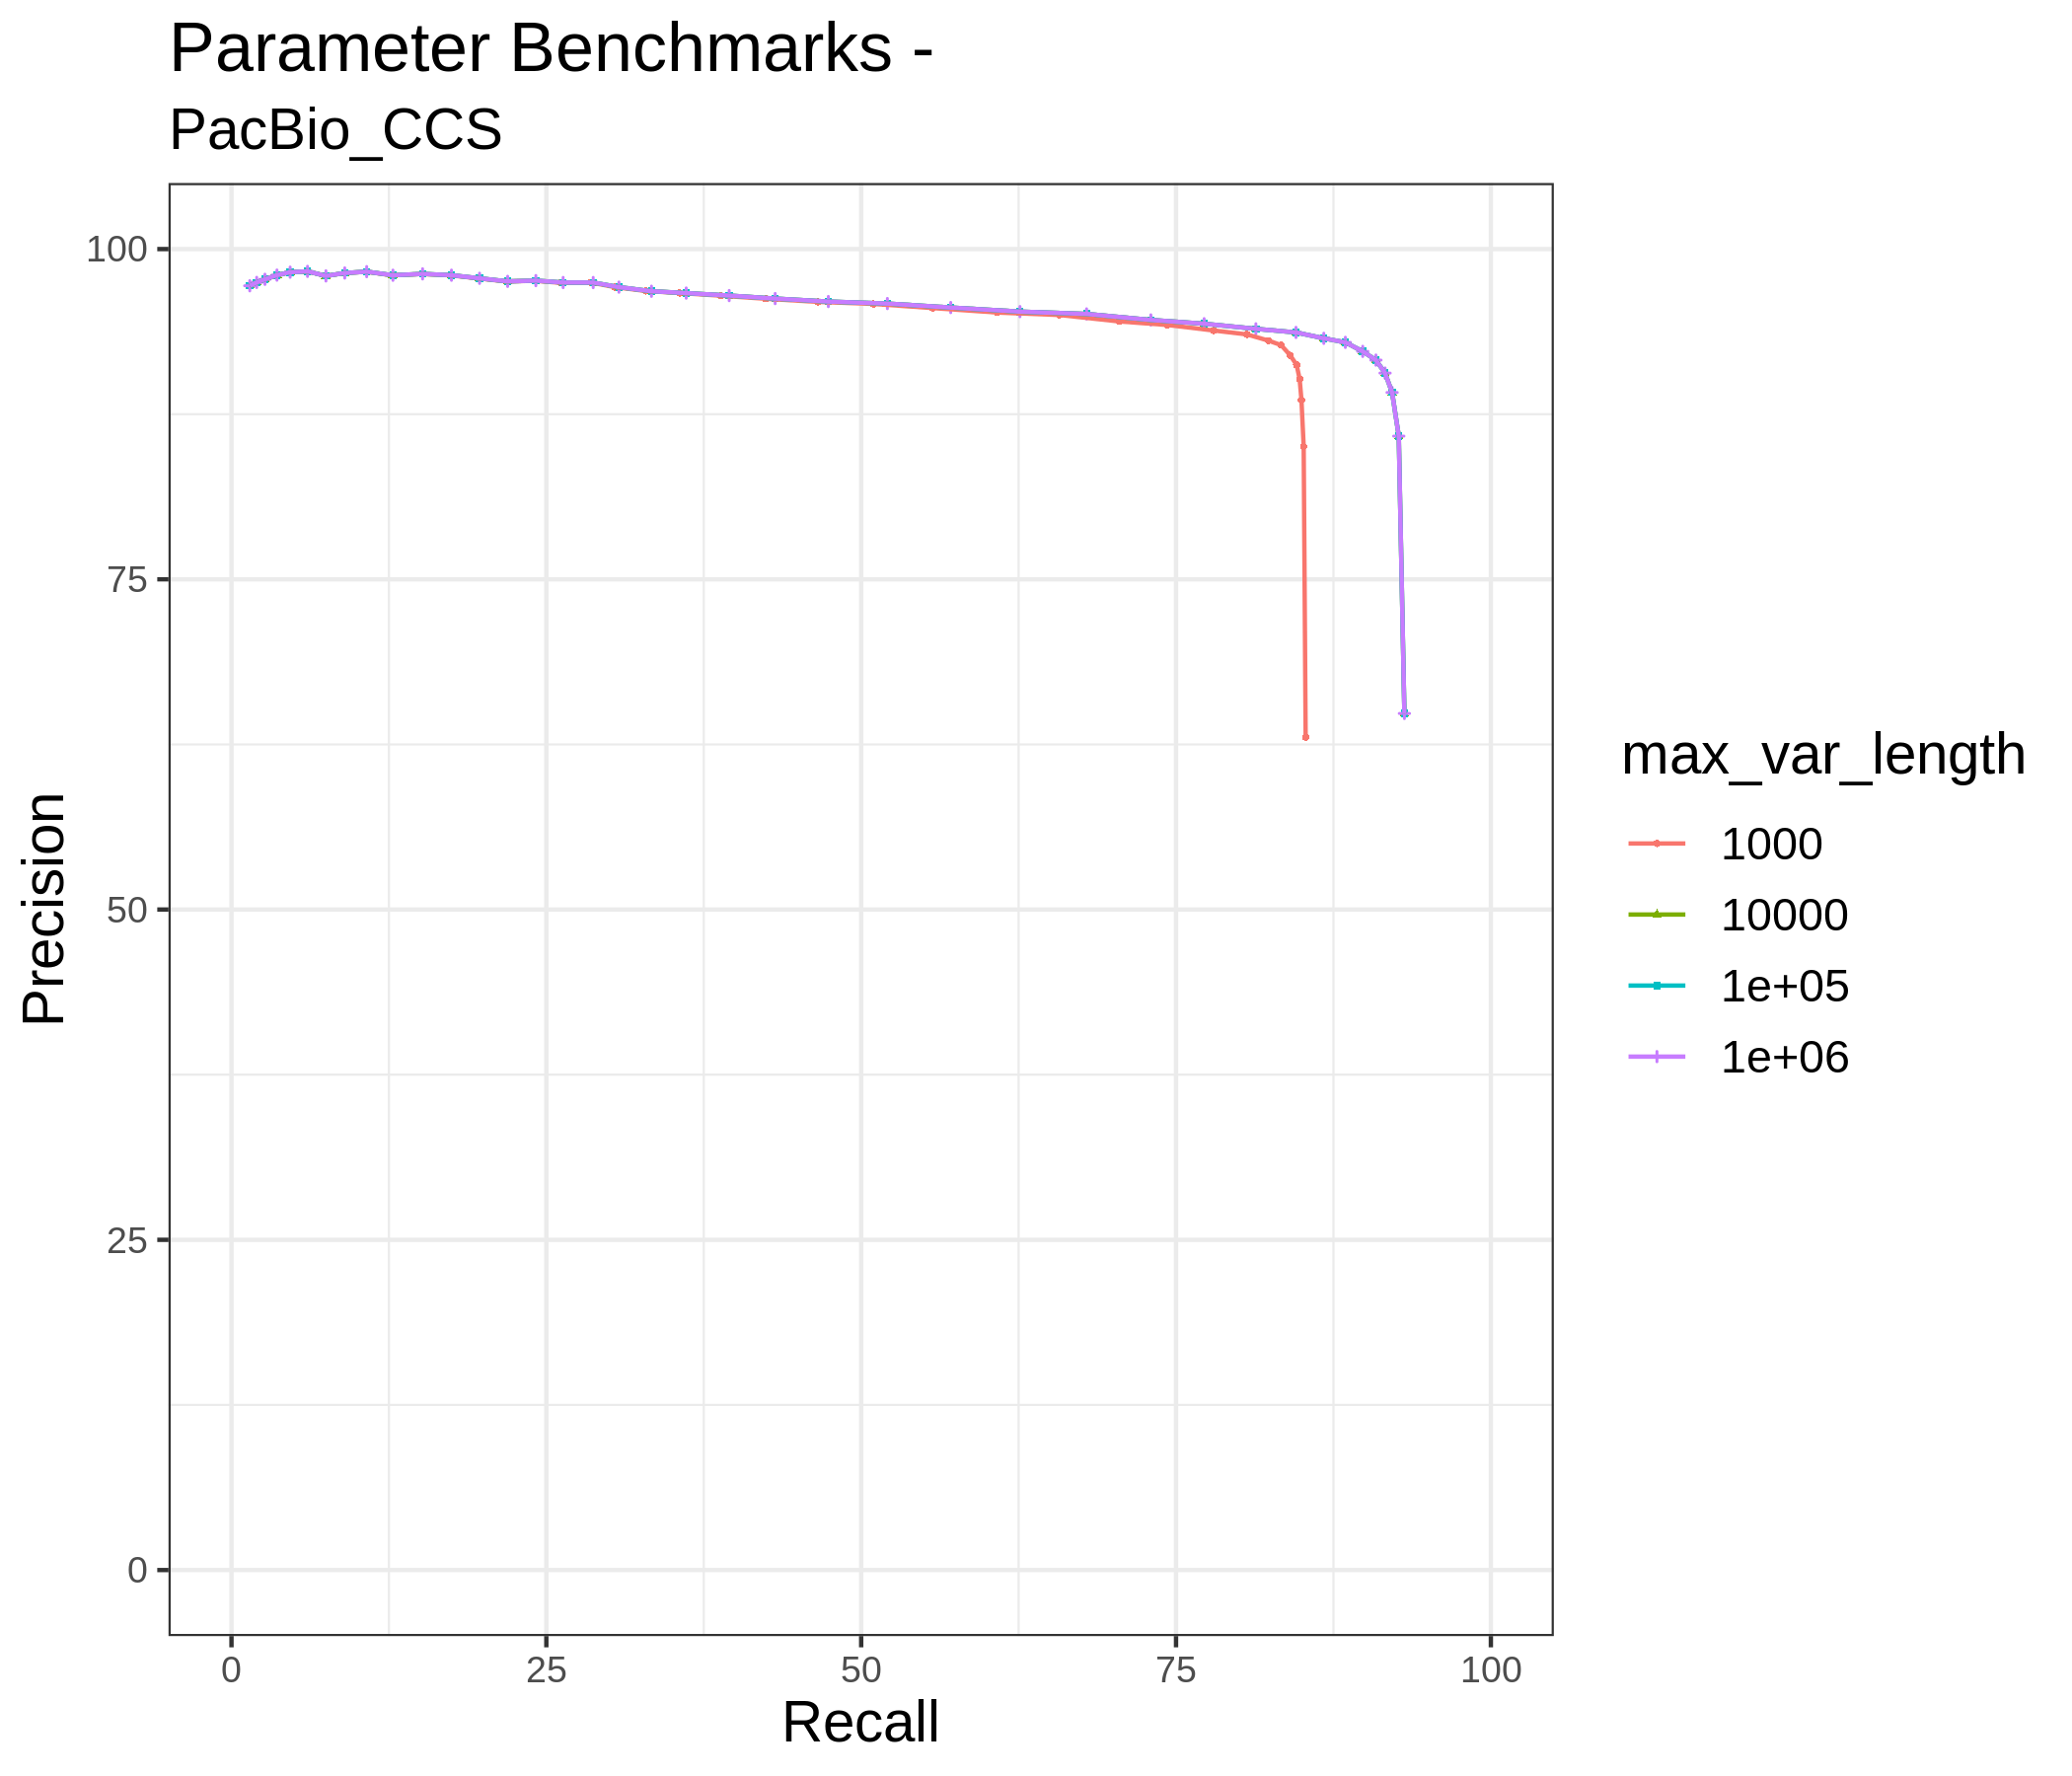 Parameter Benchmarks -
PacBio_CCS
100
75
50
25
0
Precision
0 25 50 75 100
Recall
max_var_length
1000
10000
1e+05
1e+06